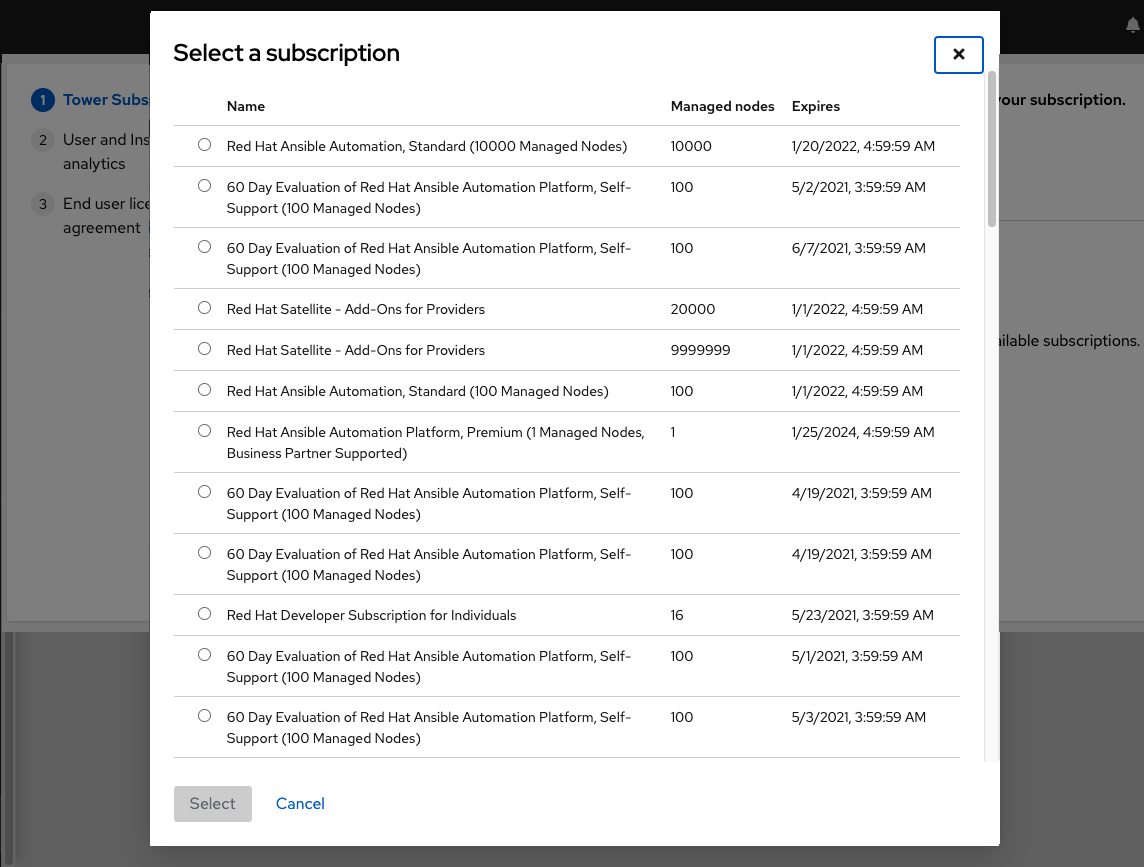 Select a subscription
1 Tower Subs
our subscription.
2 User and Ins
analytics
3 End user lice
agreement
ailable subscriptions.
Name Managed nodes Expires
Red Hat Ansible Automation, Standard (10000 Managed Nodes) 10000 1/20/2022, 4:59:59 AM
60 Day Evaluation of Red Hat Ansible Automation Platform, Self- 100 5/2/2021, 3:59:59 AM
Support (100 Managed Nodes)
60 Day Evaluation of Red Hat Ansible Automation Platform, Self- 100 6/7/2021, 3:59:59 AM
Support (100 Managed Nodes)
Red Hat Satellite - Add-Ons for Providers 20000 1/1/2022, 4:59:59 AM
Red Hat Satellite - Add-Ons for Providers 9999999 1/1/2022, 4:59:59 AM
Red Hat Ansible Automation, Standard (100 Managed Nodes) 100 1/1/2022, 4:59:59 AM
Red Hat Ansible Automation Platform, Premium (1 Managed Nodes, 1 1/25/2024, 4:59:59 AM
Business Partner Supported)
60 Day Evaluation of Red Hat Ansible Automation Platform, Self- 100 4/19/2021, 3:59:59 AM
Support (100 Managed Nodes)
60 Day Evaluation of Red Hat Ansible Automation Platform, Self- 100 4/19/2021, 3:59:59 AM
Support (100 Managed Nodes)
Red Hat Developer Subscription for Individuals 16 5/23/2021, 3:59:59 AM
60 Day Evaluation of Red Hat Ansible Automation Platform, Self- 100 5/1/2021, 3:59:59 AM
Support (100 Managed Nodes)
60 Day Evaluation of Red Hat Ansible Automation Platform, Self- 100 5/3/2021, 3:59:59 AM
Support (100 Managed Nodes)
Select Cancel